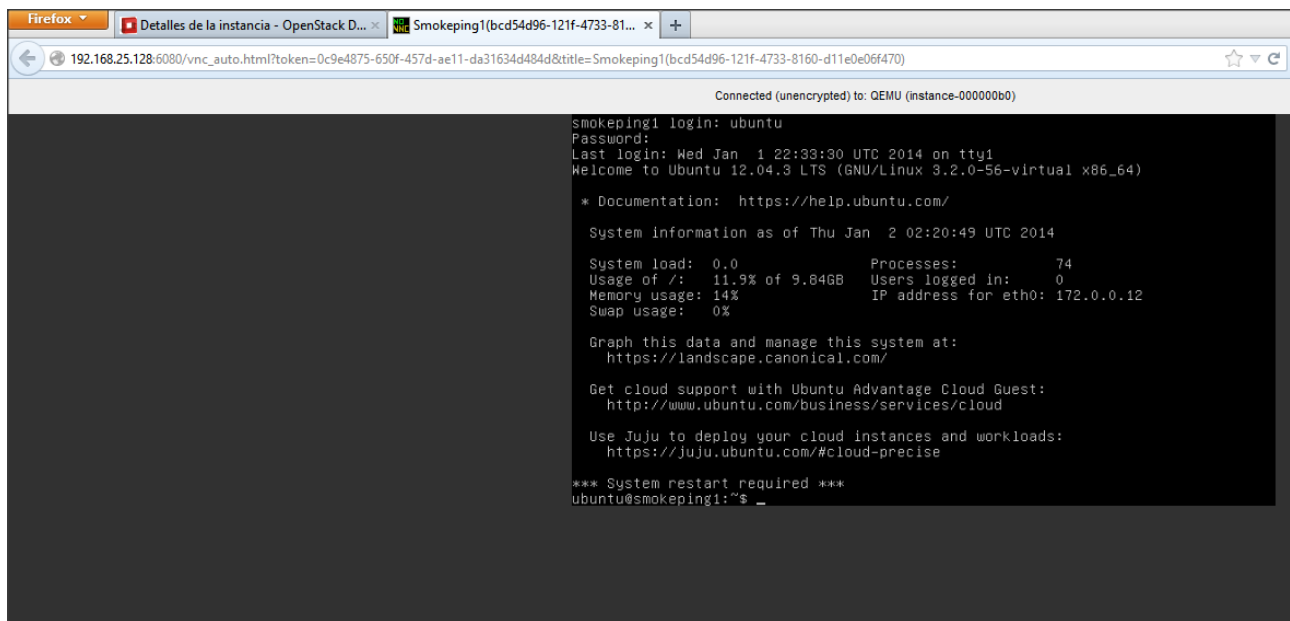 Firefox
Detalles de la instancia - OpenStack D... ×
Smokeping1(bcd54d96-121f-4733-81... ×
+
192.168.25.128:6080/vnc_auto.html?token=0c9e4875-650f-457d-ae11-da31634d484d&title=Smokeping1(bcd54d96-121f-4733-8160-d11e0e06f470)
Connected (unencrypted) to: QEMU (instance-000000b0)
smokeping1 login: ubuntu
Password:
Last login: Wed Jan  1 22:33:30 UTC 2014 on tty1
Welcome to Ubuntu 12.04.3 LTS (GNU/Linux 3.2.0-56-virtual x86_64)
* Documentation:  https://help.ubuntu.com/
System information as of Thu Jan  2 02:20:49 UTC 2014
System load:  0.0                Processes:           74
Usage of /:   11.9% of 9.84GB   Users logged in:     0
Memory usage: 14%               IP address for eth0: 172.0.0.12
Swap usage:   0%
Graph this data and manage this system at:
https://landscape.canonical.com/
Get cloud support with Ubuntu Advantage Cloud Guest:
http://www.ubuntu.com/business/services/cloud
Use Juju to deploy your cloud instances and workloads:
https://juju.ubuntu.com/#cloud-precise
*** System restart required ***
ubuntu@smokeping1:~$ _